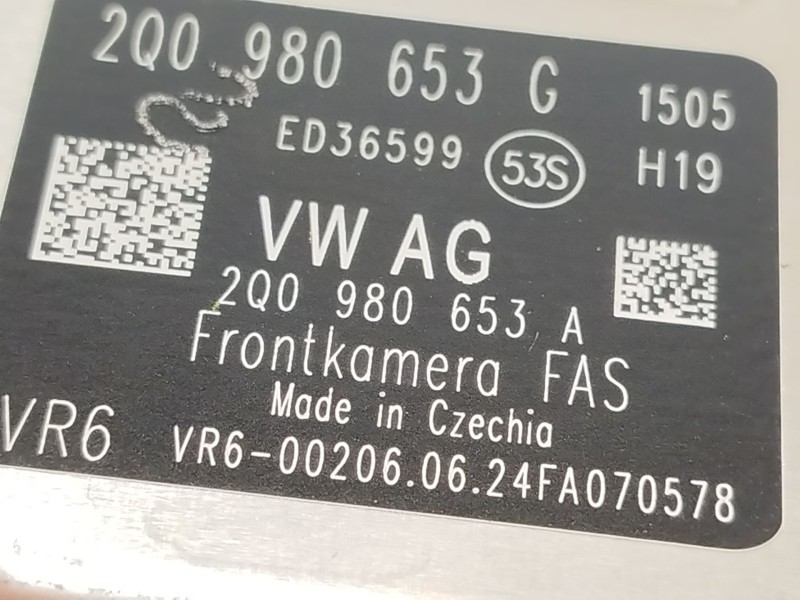 2Q0 980 653 G
1505
ED36599
53S
H19
VW AG
2Q0 980 653 A
Frontkamera FAS
Made in Czechia
VR6
VR6-00206.06.24FA070578